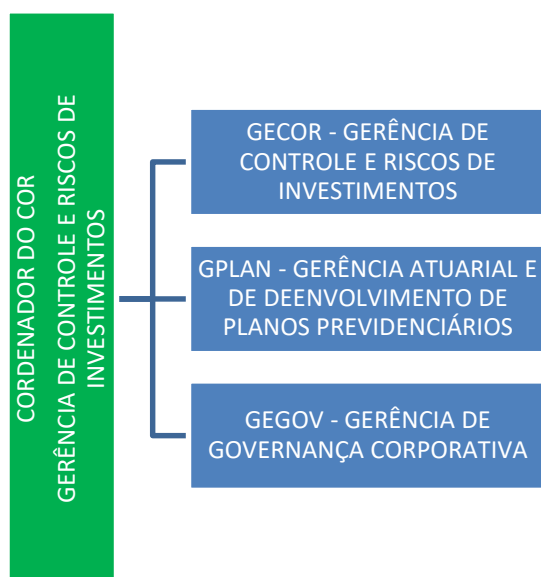 CORDENADOR DO COR
GERÊNCIA DE CONTROLE E RISCOS DE
INVESTIMENTOS
GECOR - GERÊNCIA DE
CONTROLE E RISCOS DE
INVESTIMENTOS
GPLAN - GERÊNCIA ATUARIAL E
DE DEENVOLVIMENTO DE
PLANOS PREVIDENCIÁRIOS
GEGOV - GERÊNCIA DE
GOVERNANÇA CORPORATIVA